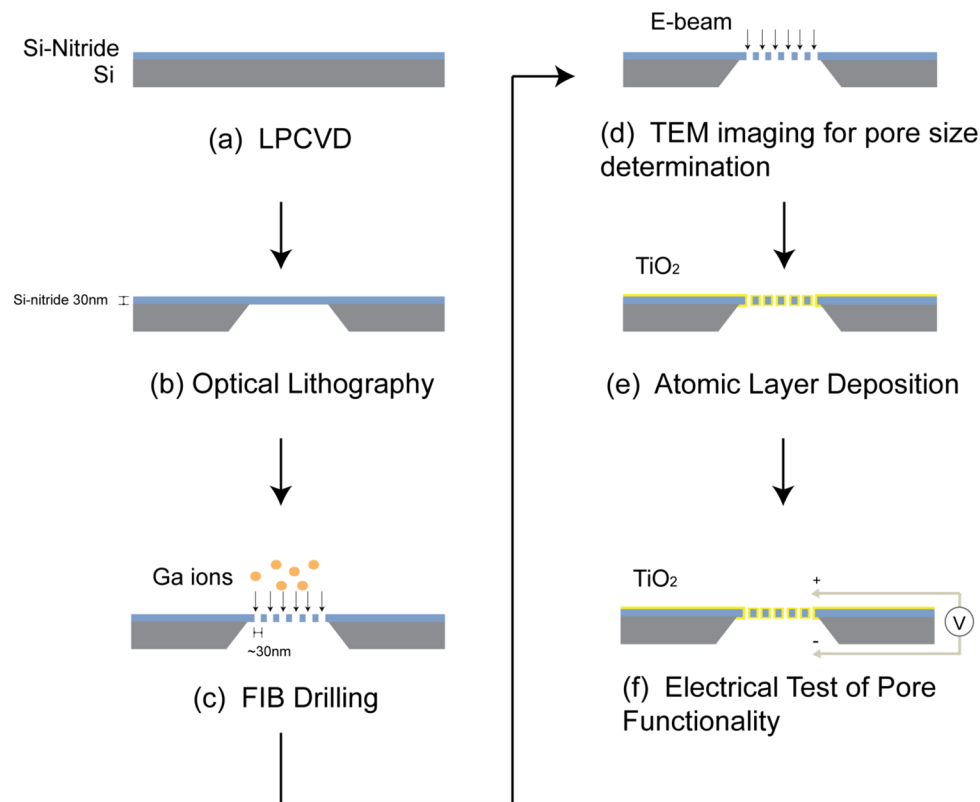 Si-Nitride
Si
(a) LPCVD
Si-nitride 30nm
(b) Optical Lithography
Ga ions
~30nm
(c) FIB Drilling
E-beam
(d) TEM imaging for pore size
determination
TiO₂
(e) Atomic Layer Deposition
TiO₂
+
V
-
(f) Electrical Test of Pore
Functionality